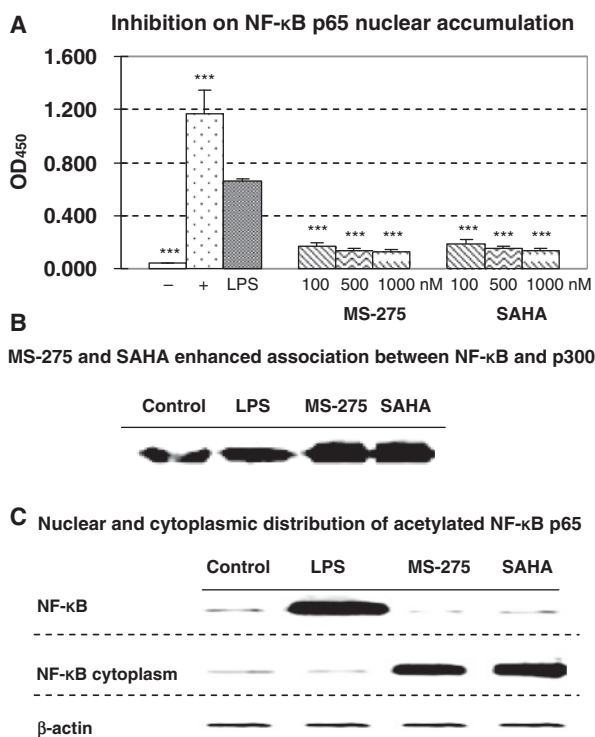 A Inhibition on NF-κB p65 nuclear accumulation
1.600
1.200
0.800
0.400
0.000
OD450
*** *** *** *** *** *** *** ***
– + LPS 100 500 1000 nM 100 500 1000 nM
MS-275 SAHA
B
MS-275 and SAHA enhanced association between NF-κB and p300
Control LPS MS-275 SAHA
C Nuclear and cytoplasmic distribution of acetylated NF-κB p65
Control LPS MS-275 SAHA
NF-κB
NF-κB cytoplasm
β-actin